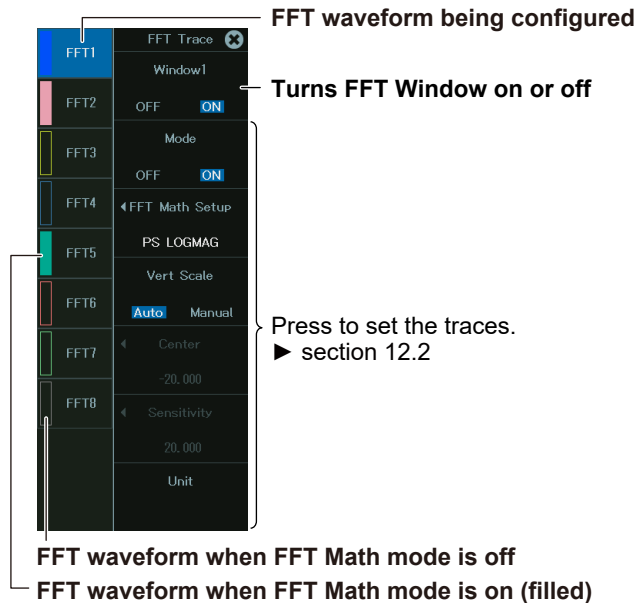 FFT waveform being configured
FFT1
FFT Trace
Window1
OFF ON
Turns FFT Window on or off
FFT2
Mode
OFF ON
FFT3
FFT4
◀FFT Math Setup
PS LOGMAG
FFT5
Vert Scale
Auto Manual
FFT6
Press to set the traces.
► section 12.2
FFT7
◀ Center
-20.000
FFT8
◀ Sensitivity
20.000
Unit
FFT waveform when FFT Math mode is off
FFT waveform when FFT Math mode is on (filled)